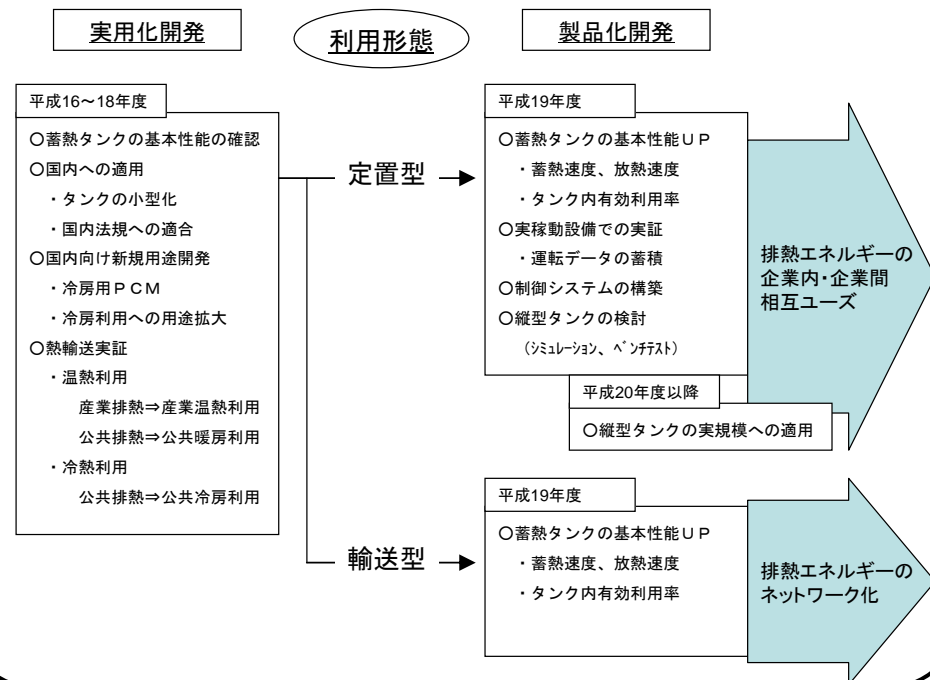 実用化開発
利用形態
製品化開発
平成16～18年度
○蓄熱タンクの基本性能の確認
○国内への適用
・タンクの小型化
・国内法規への適合
○国内向け新規用途開発
・冷房用ＰＣＭ
・冷房利用への用途拡大
○熱輸送実証
・温熱利用
産業排熱⇒産業温熱利用
公共排熱⇒公共暖房利用
・冷熱利用
公共排熱⇒公共冷房利用
定置型
輸送型
平成19年度
○蓄熱タンクの基本性能ＵＰ
・蓄熱速度、放熱速度
・タンク内有効利用率
○実稼動設備での実証
・運転データの蓄積
○制御システムの構築
○縦型タンクの検討
（ｼﾐｭﾚｰｼｮﾝ、ﾍﾞﾝﾁﾃｽﾄ）
平成20年度以降
○縦型タンクの実規模への適用
排熱エネルギーの
企業内・企業間
相互ユーズ
平成19年度
○蓄熱タンクの基本性能ＵＰ
・蓄熱速度、放熱速度
・タンク内有効利用率
排熱エネルギーの
ネットワーク化